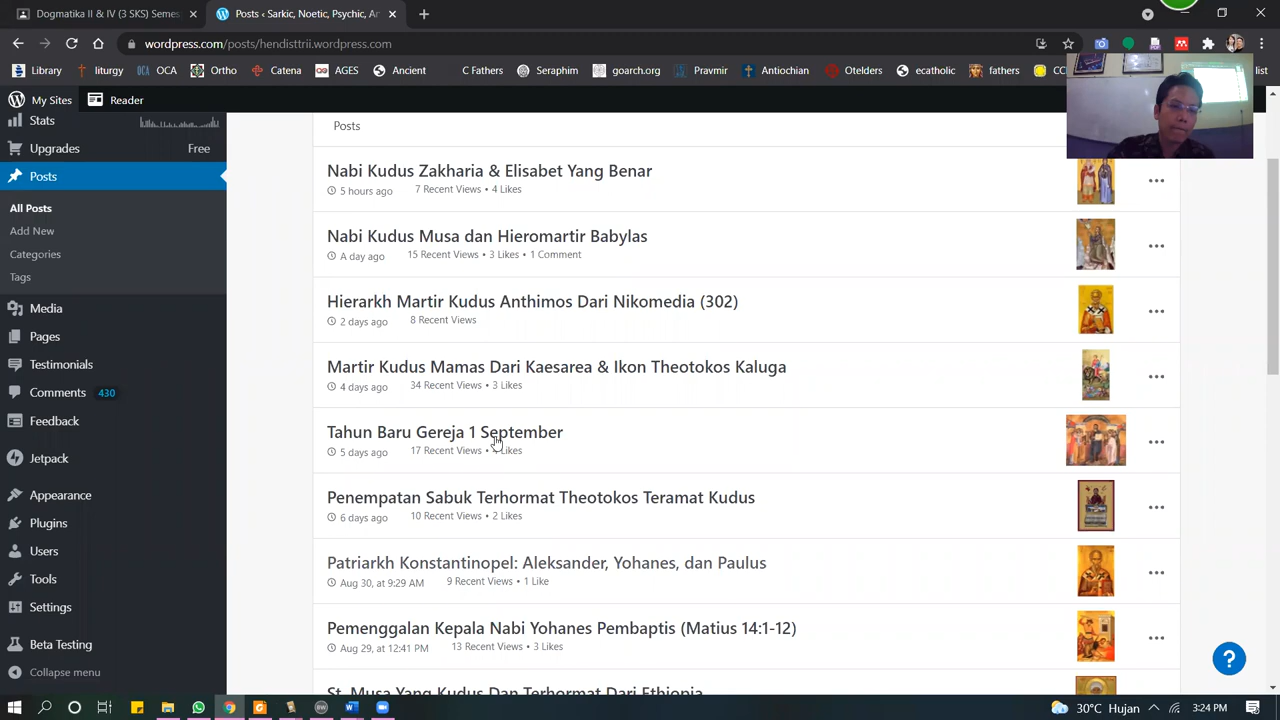 Dogmatika II & IV (3 Semest
Posts ‹ Sarkic, Noetic, Psychic, Ar
wordpress.com/posts/hendisttrii.wordpress.com
Library
liturgy
OCA
Ortho
Catena
AGES
Ancient
C F
Seraphim
goarch.org
Pravmir
Otelders
ecatholic
fathers
list
My Sites
Reader
Stats
Upgrades
Free
Posts
All Posts
Add New
Categories
Tags
Media
Pages
Testimonials
Comments 430
Feedback
Jetpack
Appearance
Plugins
Users
Tools
Settings
Beta Testing
Collapse menu
Posts
Nabi Kudus Zakharia & Elisabet Yang Benar
5 hours ago 7 Recent Views • 4 Likes
Nabi Kudus Musa dan Hieromartir Babylas
A day ago 15 Recent Views • 3 Likes • 1 Comment
Hierarkh Martir Kudus Anthimos Dari Nikomedia (302)
2 days ago Recent Views
Martir Kudus Mamas Dari Kaesarea & Ikon Theotokos Kaluga
4 days ago 34 Recent Views • 3 Likes
Tahun Baru Gereja 1 September
5 days ago 17 Recent Views • Likes
Penempatan Sabuk Terhormat Theotokos Teramat Kudus
6 days ago 10 Recent Views • 2 Likes
Patriarkh Konstantinopel: Aleksander, Yohanes, dan Paulus
Aug 30, at 9:29 AM 9 Recent Views • 1 Like
Pemenggalan Kepala Nabi Yohanes Pembaptis (Matius 14:1-12)
Aug 29, at 12:41 PM 13 Recent Views • 3 Likes
30°C Hujan
3:24 PM